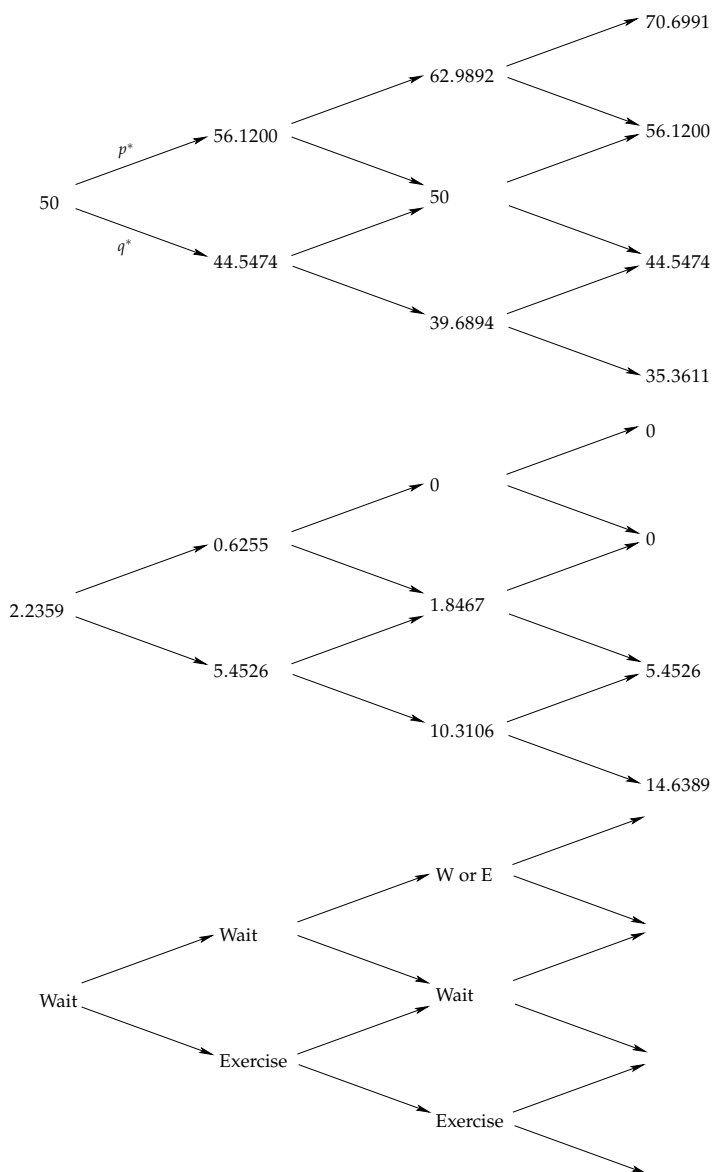 70.6991
62.9892
56.1200
56.1200
p*
50
50
q*
44.5474
44.5474
39.6894
35.3611
0
0
0.6255
0
2.2359
1.8467
5.4526
5.4526
10.3106
14.6389
W or E
Wait
Wait
Wait
Exercise
Exercise